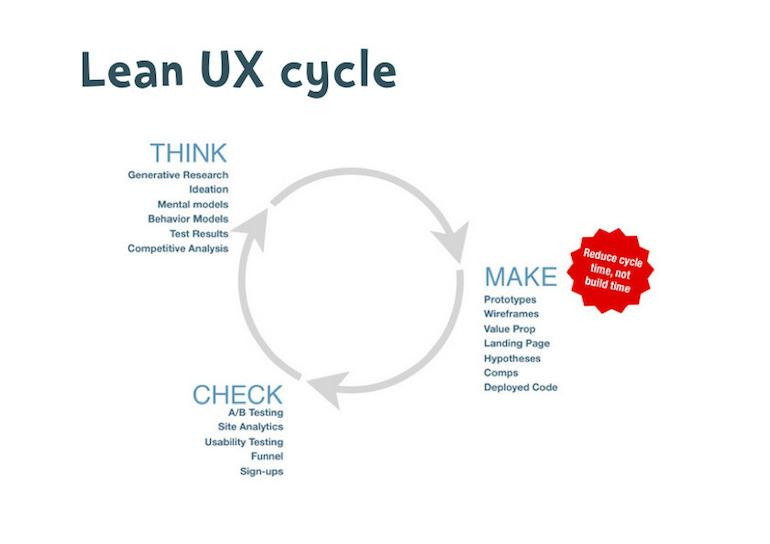 Lean UX cycle
THINK
Generative Research
Ideation
Mental models
Behavior Models
Test Results
Competitive Analysis
MAKE
Prototypes
Wireframes
Value Prop
Landing Page
Hypotheses
Comps
Deployed Code
Reduce cycle
time, not
build time
CHECK
A/B Testing
Site Analytics
Usability Testing
Funnel
Sign-ups